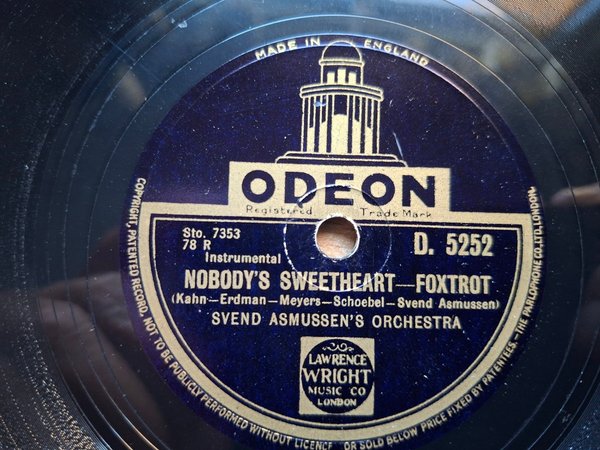 MADE IN ENGLAND
ODEON
Registered Trade Mark
Sto. 7353
78 R
D. 5252
Instrumental
NOBODY'S SWEETHEART—FOXTROT
(Kahn—Erdman—Meyers—Schoebel—Svend Asmussen)
SVEND ASMUSSEN'S ORCHESTRA
LAWRENCE
WRIGHT
MUSIC CO
LONDON
COPYRIGHT, PATENTED RECORD, NOT TO BE PUBLICLY PERFORMED WITHOUT LICENCE OR SOLD BELOW PRICE FIXED BY PATENTEES.—THE PARLOPHONE CO., LTD., LONDON.